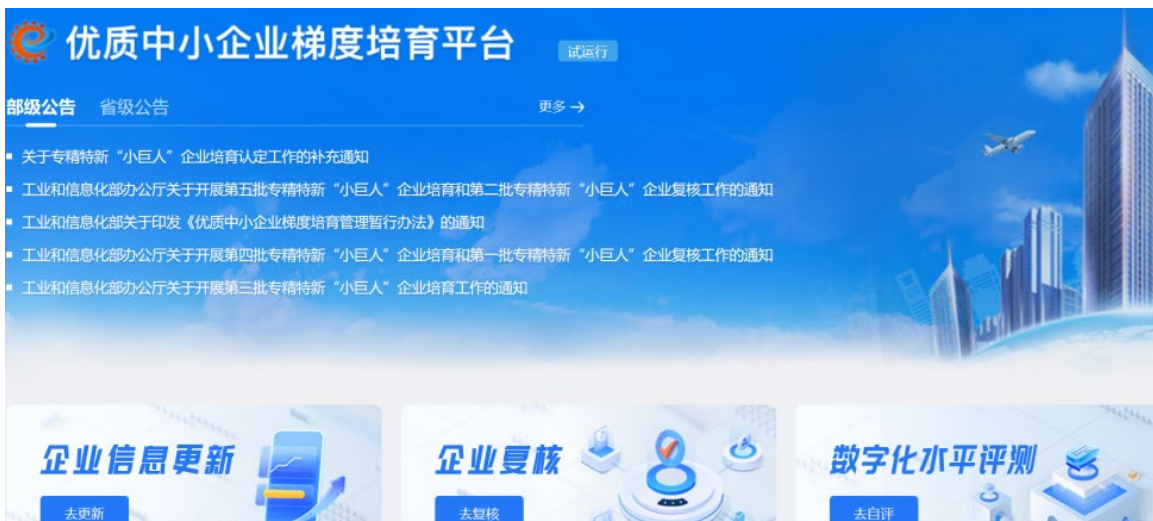 优质中小企业梯度培育平台 试运行
部级公告 省级公告 更多 →
关于专精特新“小巨人”企业培育认定工作的补充通知
工业和信息化部办公厅关于开展第五批专精特新“小巨人”企业培育和第二批专精特新“小巨人”企业复核工作的通知
工业和信息化部关于印发《优质中小企业梯度培育管理暂行办法》的通知
工业和信息化部办公厅关于开展第四批专精特新“小巨人”企业培育和第一批专精特新“小巨人”企业复核工作的通知
工业和信息化部办公厅关于开展第三批专精特新“小巨人”企业培育工作的通知
企业信息更新
去更新
企业复核
去复核
数字化水平评测
去自评